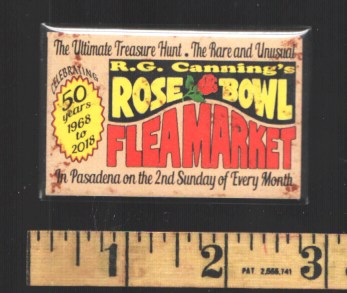 The Ultimate Treasure Hunt . The Rare and Unusual
R.G. Canning's
CELEBRATING
50
years
1968
to
2018
ROSE BOWL
FLEA MARKET
In Pasadena on the 2nd Sunday of Every Month
1 2 3
PAT 2,556,741